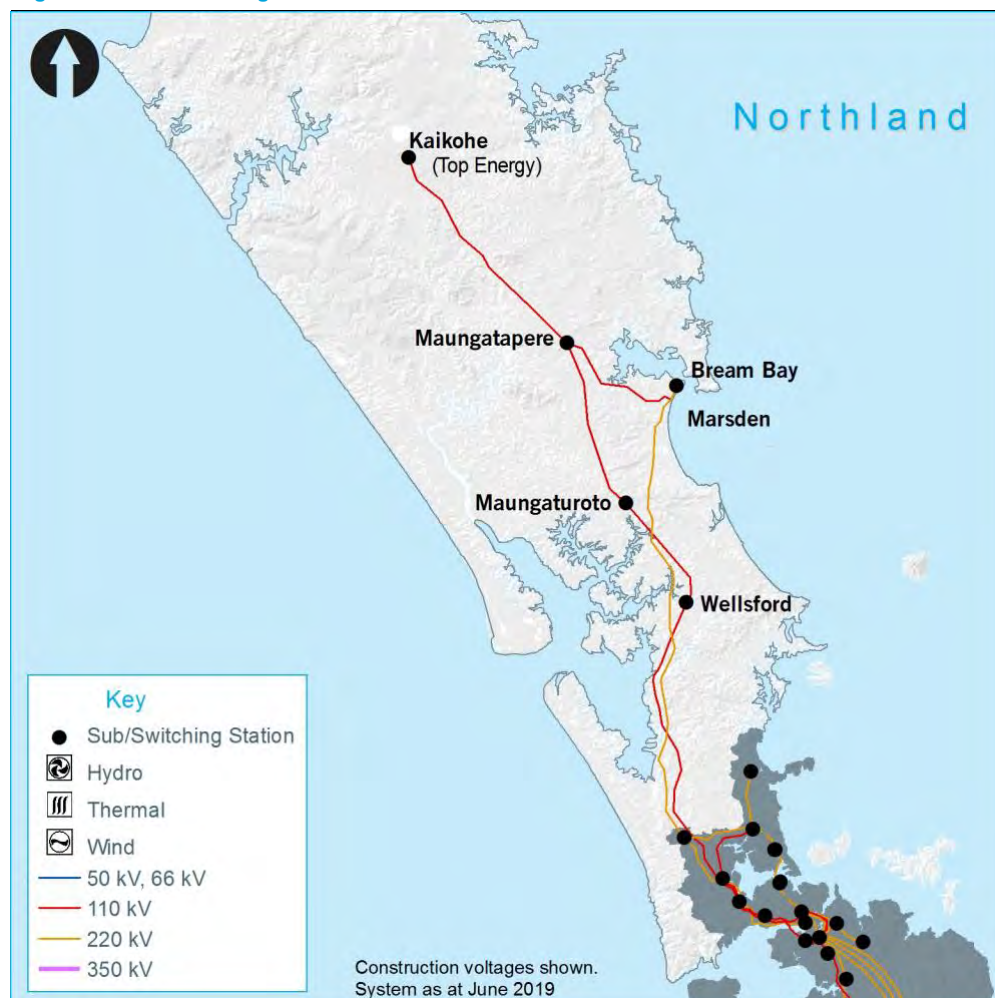 Northland
Kaikohe
(Top Energy)
Maungatapere
Bream Bay
Marsden
Maungaturoto
Wellsford
Key
Sub/Switching Station
Hydro
Thermal
Wind
50 kV, 66 kV
110 kV
220 kV
350 kV
Construction voltages shown.
System as at June 2019